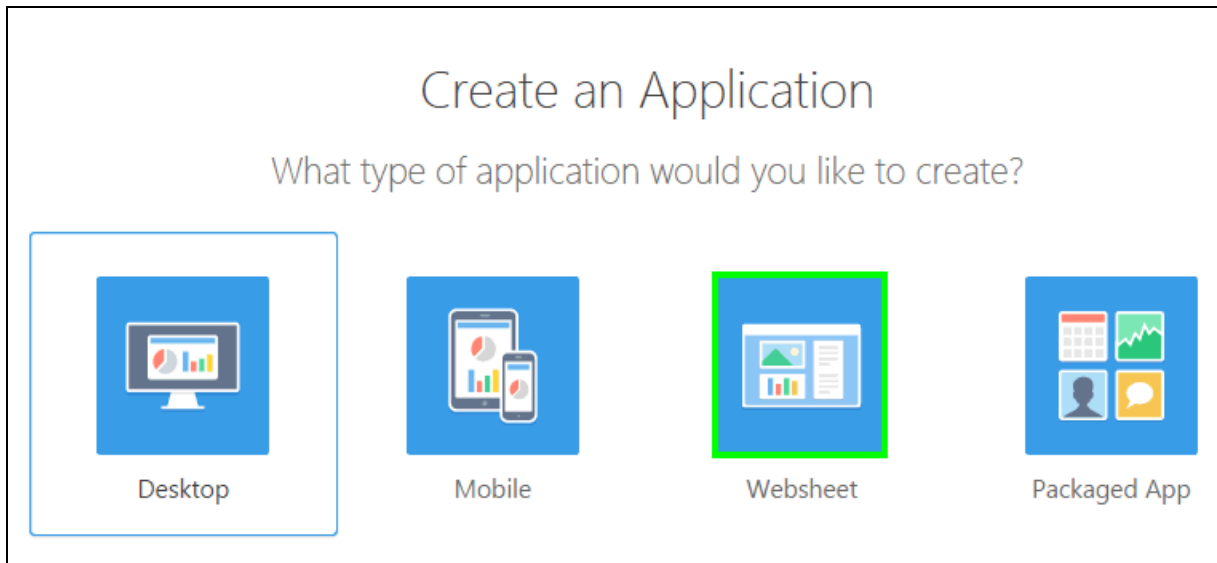 Create an Application
What type of application would you like to create?
Desktop
Mobile
Websheet
Packaged App